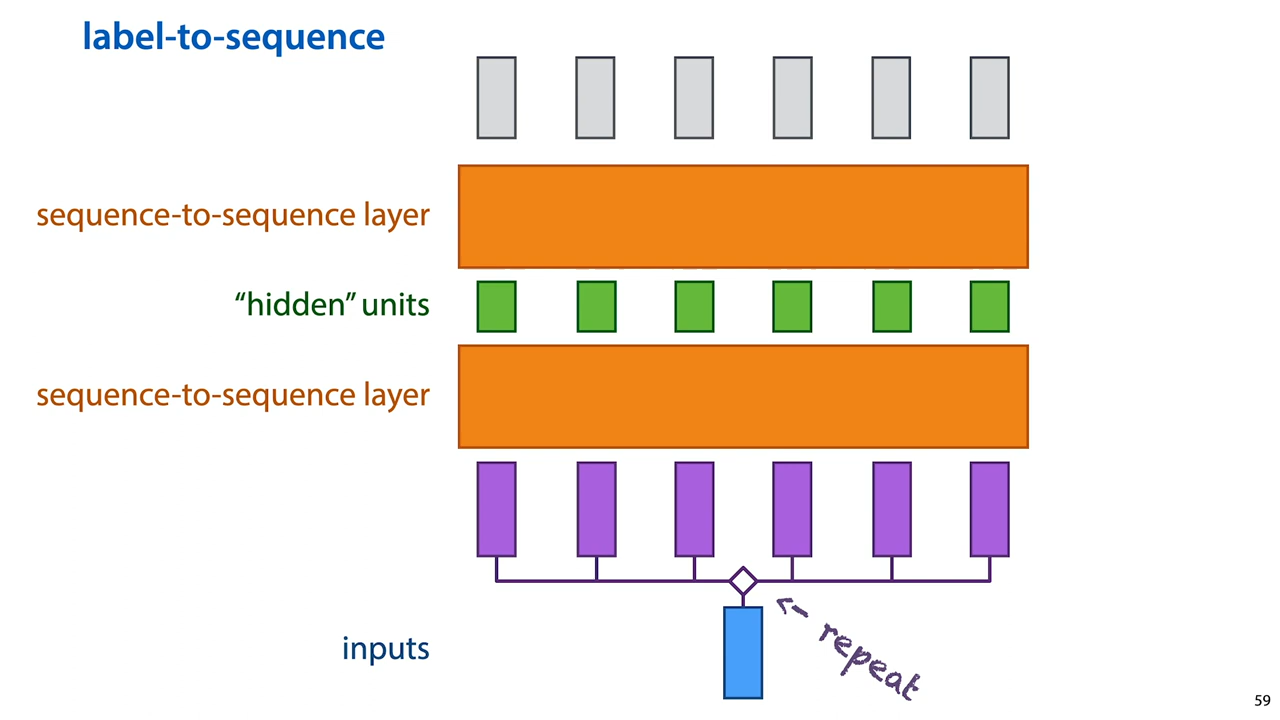 label-to-sequence
sequence-to-sequence layer
“hidden” units
sequence-to-sequence layer
inputs
repeat
59